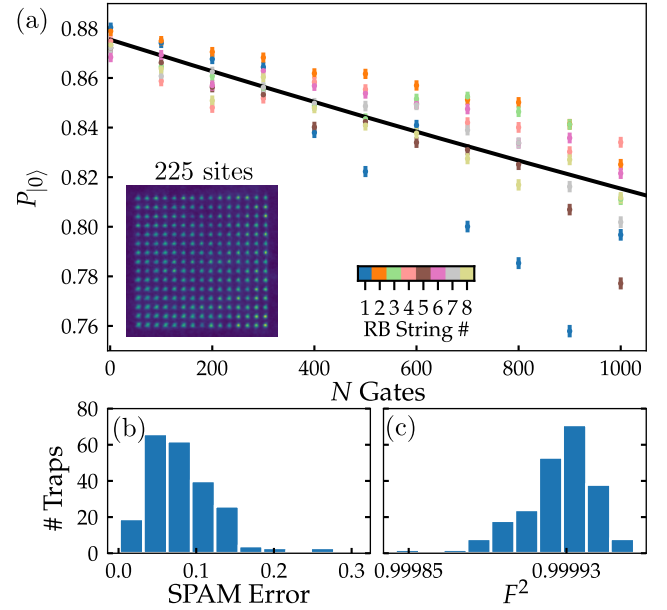 (a)
0.88
0.86
0.84
0.82
0.80
0.78
0.76
P|0⟩
225 sites
1 2 3 4 5 6 7 8
RB String #
0 200 400 600 800 1000
N Gates
(b)
80
60
40
20
0
# Traps
0.0 0.1 0.2 0.3
SPAM Error
(c)
0.99985 0.99993
F²